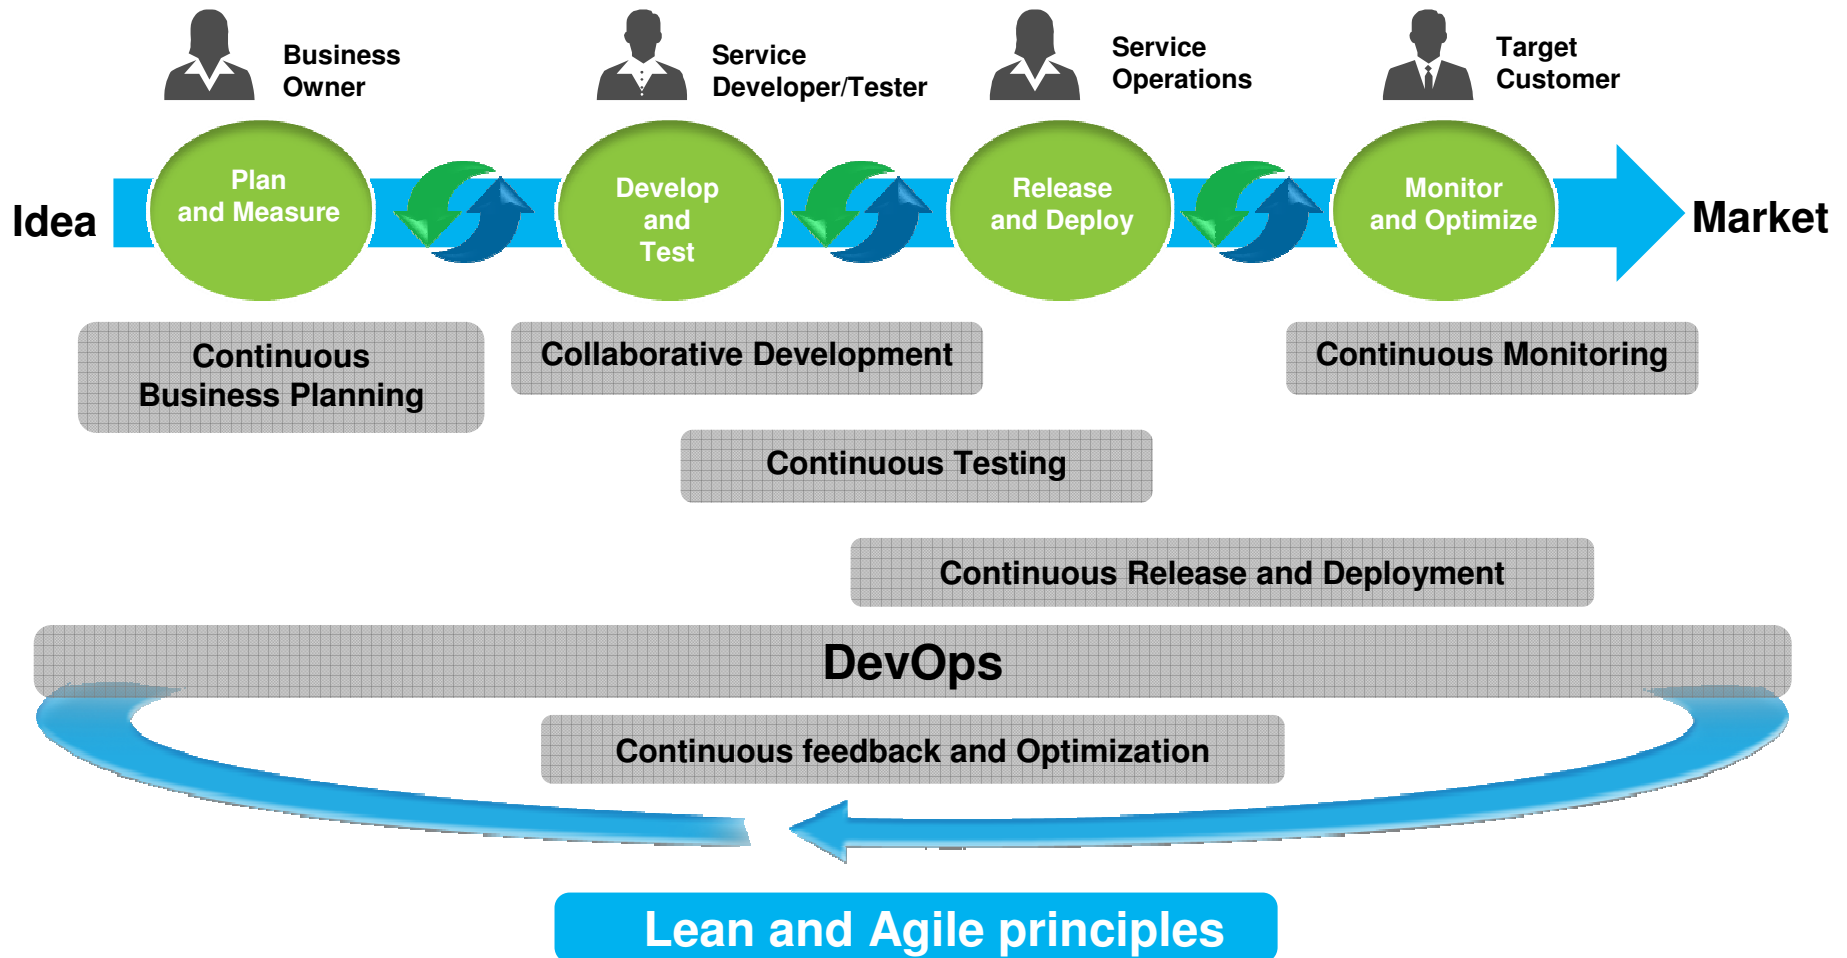 Business
Owner
Service
Developer/Tester
Service
Operations
Target
Customer
Idea
Plan
and Measure
Develop
and
Test
Release
and Deploy
Monitor
and Optimize
Market
Continuous
Business Planning
Collaborative Development
Continuous Monitoring
Continuous Testing
Continuous Release and Deployment
DevOps
Continuous feedback and Optimization
Lean and Agile principles